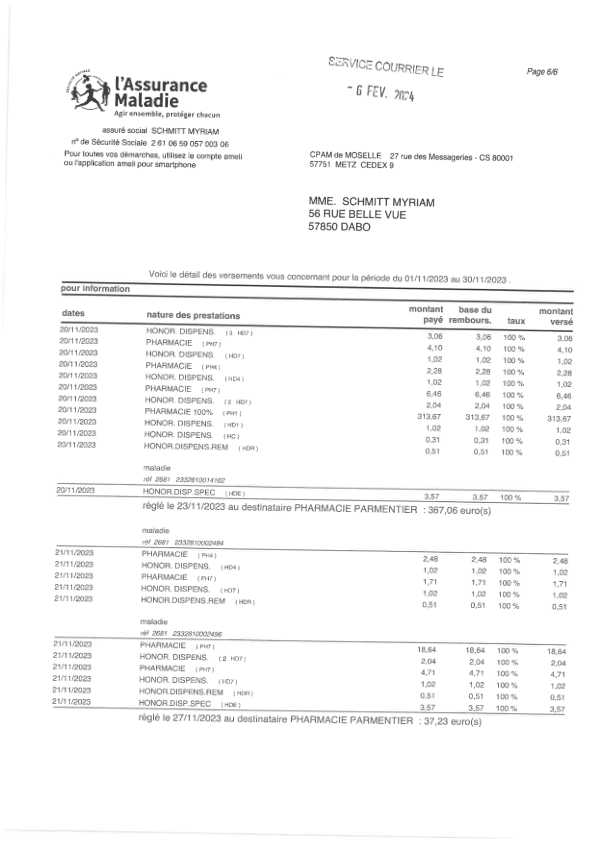 SERVICE COURRIER LE
- 6 FEV. 2024
Page 6/6
l'Assurance
Maladie
Agir ensemble, protéger chacun
assuré social SCHMITT MYRIAM
n° de Sécurité Sociale 2 61 06 59 057 003 06
Pour toutes vos démarches, utilisez le compte ameli
ou l'application ameli pour smartphone
CPAM de MOSELLE 27 rue des Messageries - CS 80001
57751 METZ CEDEX 9
MME. SCHMITT MYRIAM
56 RUE BELLE VUE
57850 DABO
Voici le détail des versements vous concernant pour la période du 01/11/2023 au 30/11/2023 .
pour information
dates nature des prestations montant payé base du rembours. taux montant versé
20/11/2023 HONOR. DISPENS. ( 3 HD7) 3,06 3,06 100 % 3,06
20/11/2023 PHARMACIE ( PH7) 4,10 4,10 100 % 4,10
20/11/2023 HONOR. DISPENS. ( HD7) 1,02 1,02 100 % 1,02
20/11/2023 PHARMACIE ( PH4) 2,28 2,28 100 % 2,28
20/11/2023 HONOR. DISPENS. ( HD4) 1,02 1,02 100 % 1,02
20/11/2023 PHARMACIE ( PH7) 6,46 6,46 100 % 6,46
20/11/2023 HONOR. DISPENS. ( 2 HD7) 2,04 2,04 100 % 2,04
20/11/2023 PHARMACIE 100% ( PH1) 313,67 313,67 100 % 313,67
20/11/2023 HONOR. DISPENS. ( HD1) 1,02 1,02 100 % 1,02
20/11/2023 HONOR. DISPENS. ( HC) 0,31 0,31 100 % 0,31
20/11/2023 HONOR.DISPENS.REM ( HDR) 0,51 0,51 100 % 0,51
maladie
réf 2681 2332610014162
20/11/2023 HONOR.DISP.SPEC ( HDE) 3,57 3,57 100 % 3,57
réglé le 23/11/2023 au destinataire PHARMACIE PARMENTIER : 367,06 euro(s)
maladie
réf 2681 2332610002494
21/11/2023 PHARMACIE ( PH4) 2,48 2,48 100 % 2,48
21/11/2023 HONOR. DISPENS. ( HD4) 1,02 1,02 100 % 1,02
21/11/2023 PHARMACIE ( PH7) 1,71 1,71 100 % 1,71
21/11/2023 HONOR. DISPENS. ( HD7) 1,02 1,02 100 % 1,02
21/11/2023 HONOR.DISPENS.REM ( HDR) 0,51 0,51 100 % 0,51
maladie
réf 2681 2332610002496
21/11/2023 PHARMACIE ( PH7) 18,64 18,64 100 % 18,64
21/11/2023 HONOR. DISPENS. ( 2 HD7) 2,04 2,04 100 % 2,04
21/11/2023 PHARMACIE ( PH7) 4,71 4,71 100 % 4,71
21/11/2023 HONOR. DISPENS. ( HD7) 1,02 1,02 100 % 1,02
21/11/2023 HONOR.DISPENS.REM ( HDR) 0,51 0,51 100 % 0,51
21/11/2023 HONOR.DISP.SPEC ( HDE) 3,57 3,57 100 % 3,57
réglé le 27/11/2023 au destinataire PHARMACIE PARMENTIER : 37,23 euro(s)